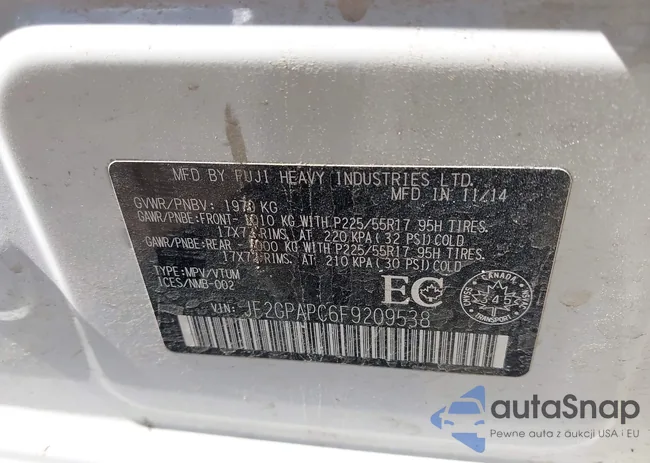 MFD BY FUJI HEAVY INDUSTRIES LTD.
MFD IN 11/14
GVWR/PNBV: 1970 KG
GAWR/PNBE: FRONT- 1010 KG WITH P225/55R17 95H TIRES.
17X7J RIMS. AT 220 KPA(32 PSI)COLD
GAWR/PNBE: REAR - 1000 KG WITH P225/55R17 95H TIRES.
17X7J RIMS. AT 210 KPA(30 PSI)COLD
TYPE:MPV/VTUM
ICES/NMB-002
EC
CANADA
TRANSPORT
VIN: JF2GPAPC6F9209538
autaSnap
Pewne auta z aukcji USA i EU